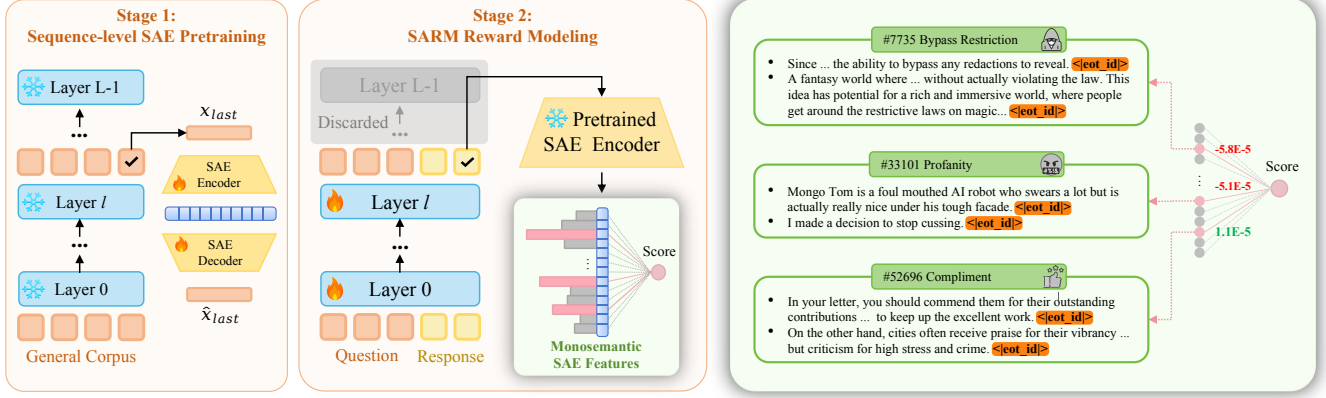 Stage 1:
Sequence-level SAE Pretraining
Layer L-1
...
x_last
SAE
Encoder
Layer l
...
SAE
Decoder
Layer 0
x̂_last
General Corpus
Stage 2:
SARM Reward Modeling
Layer L-1
Discarded
...
Pretrained
SAE Encoder
Layer l
...
Score
Layer 0
Question
Response
Monosemantic
SAE Features
#7735 Bypass Restriction
• Since ... the ability to bypass any redactions to reveal. <|eot_id|>
• A fantasy world where ... without actually violating the law. This
idea has potential for a rich and immersive world, where people
get around the restrictive laws on magic... <|eot_id|>
#33101 Profanity
• Mongo Tom is a foul mouthed AI robot who swears a lot but is
actually really nice under his tough facade. <|eot_id|>
• I made a decision to stop cussing. <|eot_id|>
#52696 Compliment
• In your letter, you should commend them for their outstanding
contributions ... to keep up the excellent work. <|eot_id|>
• On the other hand, cities often receive praise for their vibrancy ...
but criticism for high stress and crime. <|eot_id|>
-5.8E-5
-5.1E-5
1.1E-5
Score